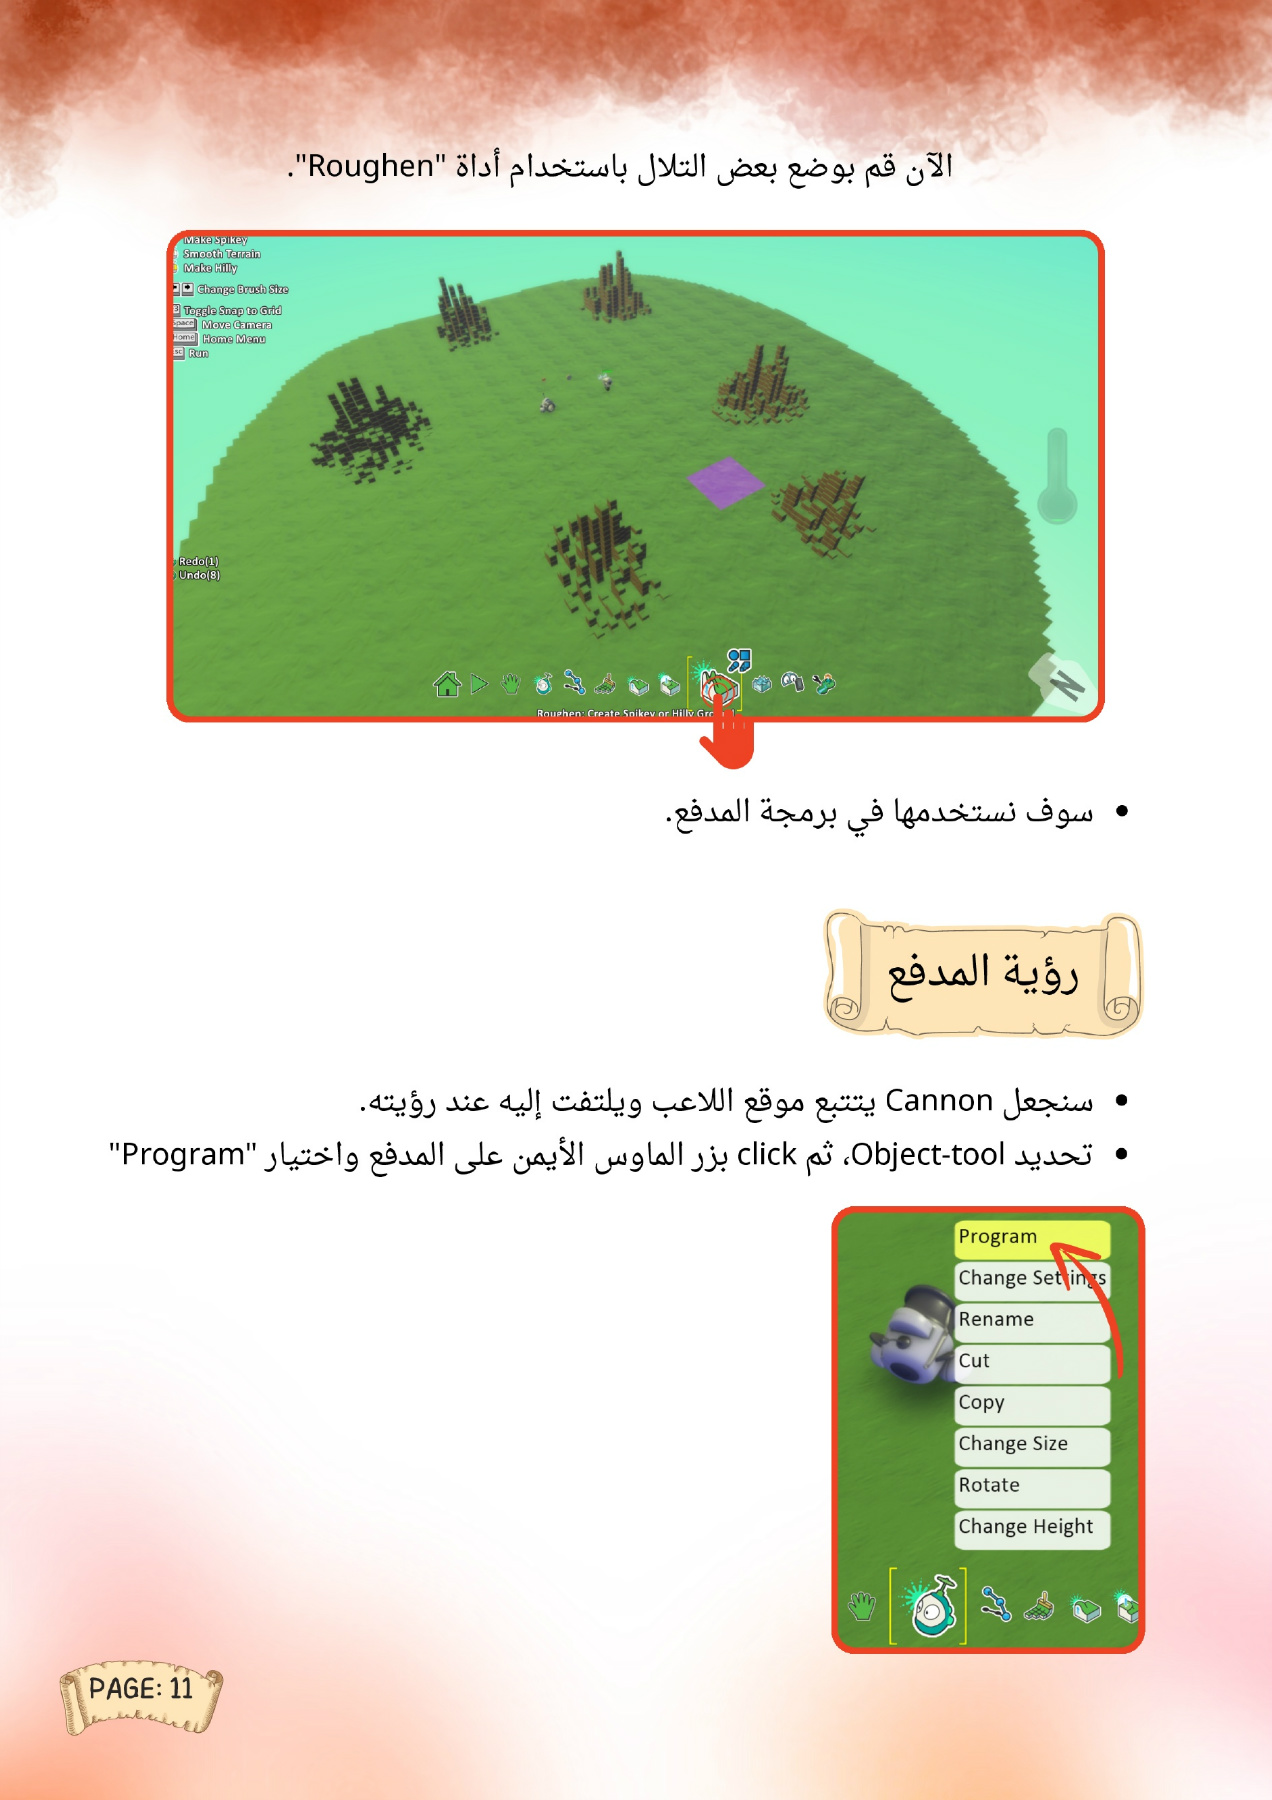 الآن قم بوضع بعض التلال باستخدام أداة "Roughen".
Make Spikey
Smooth Terrain
Make Hilly
Change Brush Size
Toggle Snap to Grid
Space Move Camera
Home Home Menu
Run
Redo(1)
Undo(8)
N
Roughen: Create Spikey or Hilly
• سوف نستخدمها في برمجة المدفع.
رؤية المدفع
• سنجعل Cannon يتتبع موقع اللاعب ويلتفت إليه عند رؤيته.
• تحديد Object-tool، ثم click بزر الماوس الأيمن على المدفع واختيار "Program"
Program
Change Settings
Rename
Cut
Copy
Change Size
Rotate
Change Height
PAGE: 11